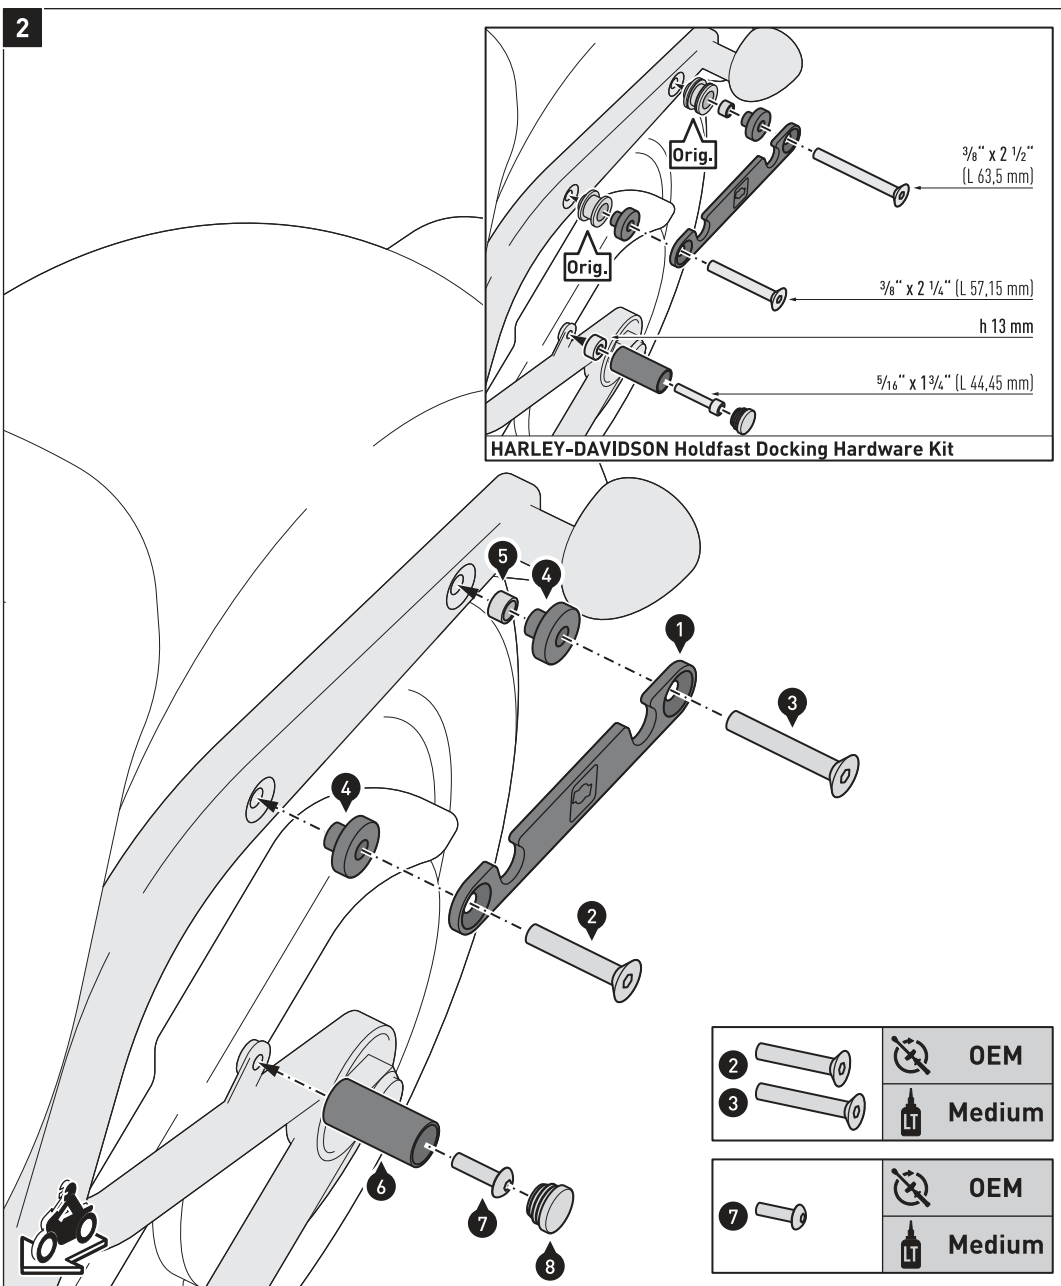 2
Orig.
3/8“ x 2 1/2“
(L 63,5 mm)
Orig.
3/8“ x 2 1/4“ (L 57,15 mm)
h 13 mm
5/16“ x 1 3/4“ (L 44,45 mm)
HARLEY-DAVIDSON Holdfast Docking Hardware Kit
5
4
1
3
4
2
6
7
8
2
3
OEM
LT
Medium
7
OEM
LT
Medium